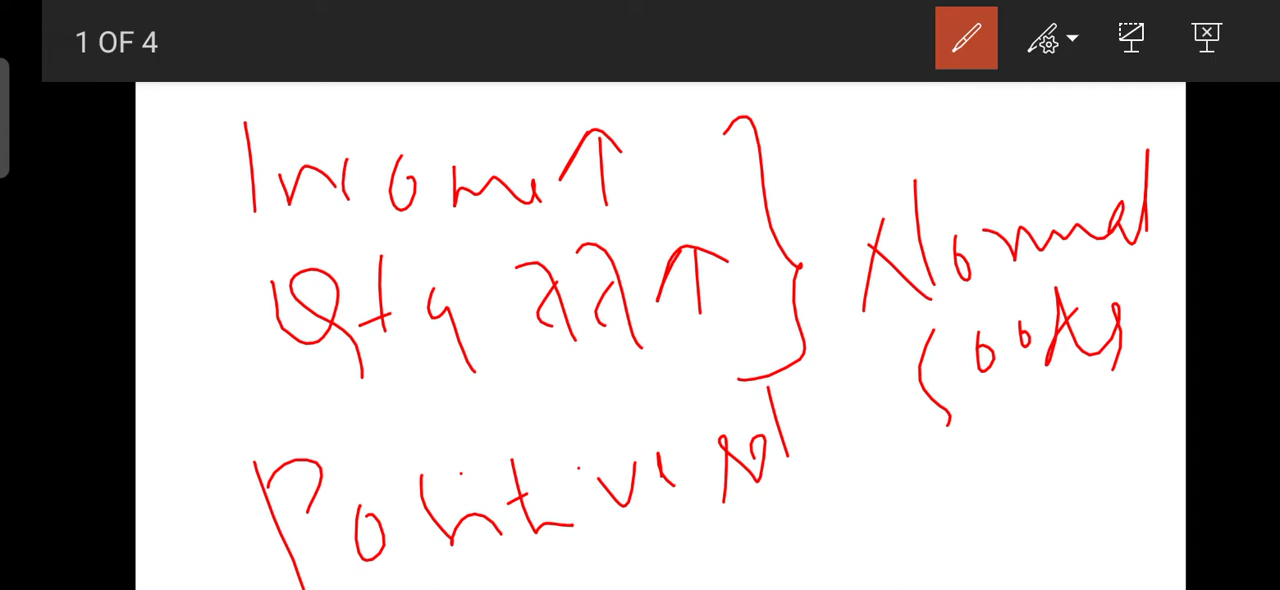 1 OF 4
Income ↑
Qty dd ↑
Normal
Goods
Positive rel